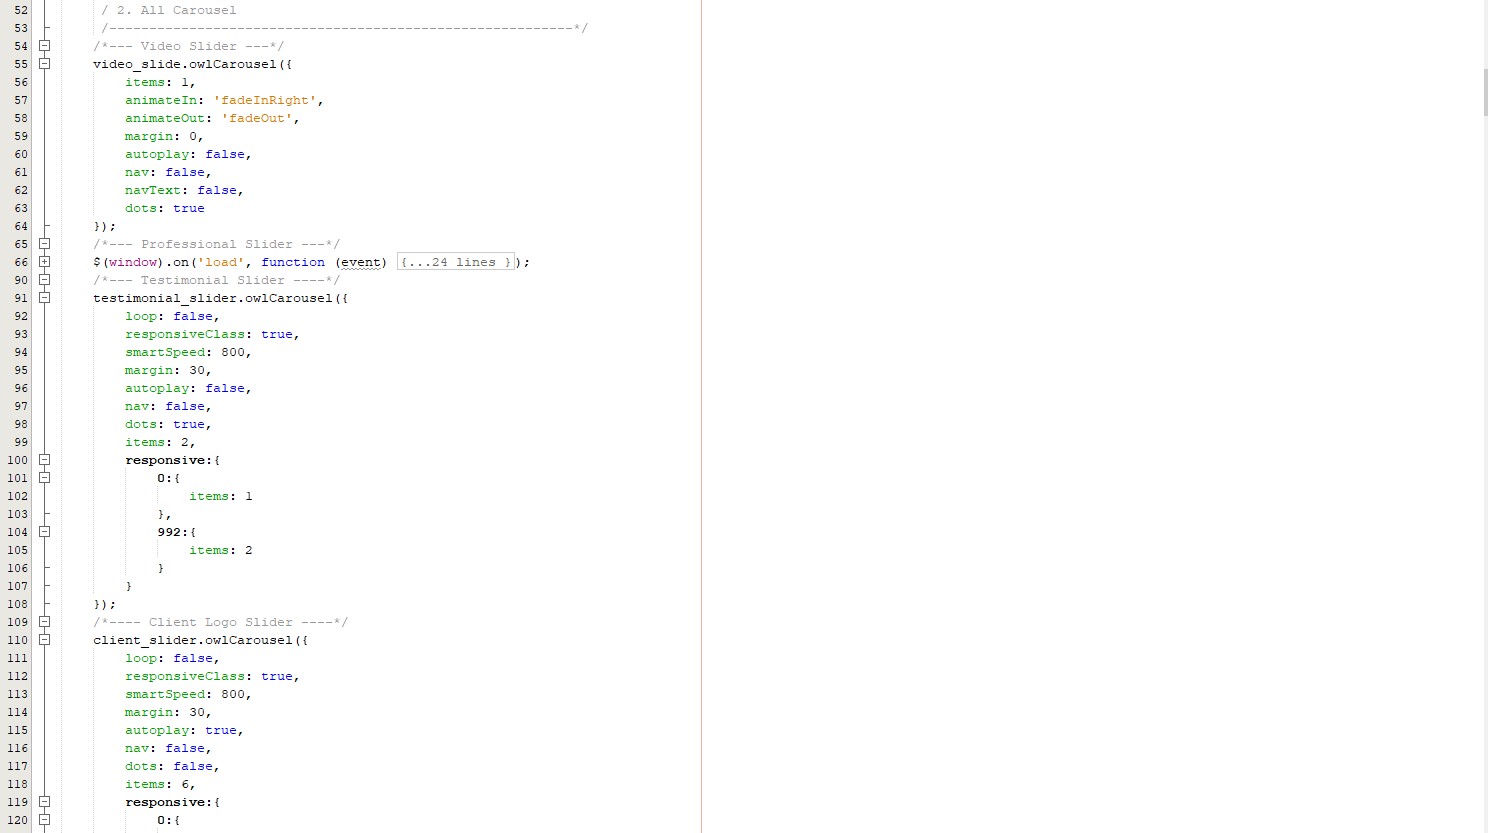 52 / 2. All Carousel
53 /----------------------------------------------------------*/
54 /*--- Video Slider ---*/
55 video_slide.owlCarousel({
56 items: 1,
57 animateIn: 'fadeInRight',
58 animateOut: 'fadeOut',
59 margin: 0,
60 autoplay: false,
61 nav: false,
62 navText: false,
63 dots: true
64 });
65 /*--- Professional Slider ---*/
66 $(window).on('load', function (event) {...24 lines });
90 /*--- Testimonial Slider ----*/
91 testimonial_slider.owlCarousel({
92 loop: false,
93 responsiveClass: true,
94 smartSpeed: 800,
95 margin: 30,
96 autoplay: false,
97 nav: false,
98 dots: true,
99 items: 2,
100 responsive:{
101 0:{
102 items: 1
103 },
104 992:{
105 items: 2
106 }
107 }
108 });
109 /*---- Client Logo Slider ----*/
110 client_slider.owlCarousel({
111 loop: false,
112 responsiveClass: true,
113 smartSpeed: 800,
114 margin: 30,
115 autoplay: true,
116 nav: false,
117 dots: false,
118 items: 6,
119 responsive:{
120 0:{